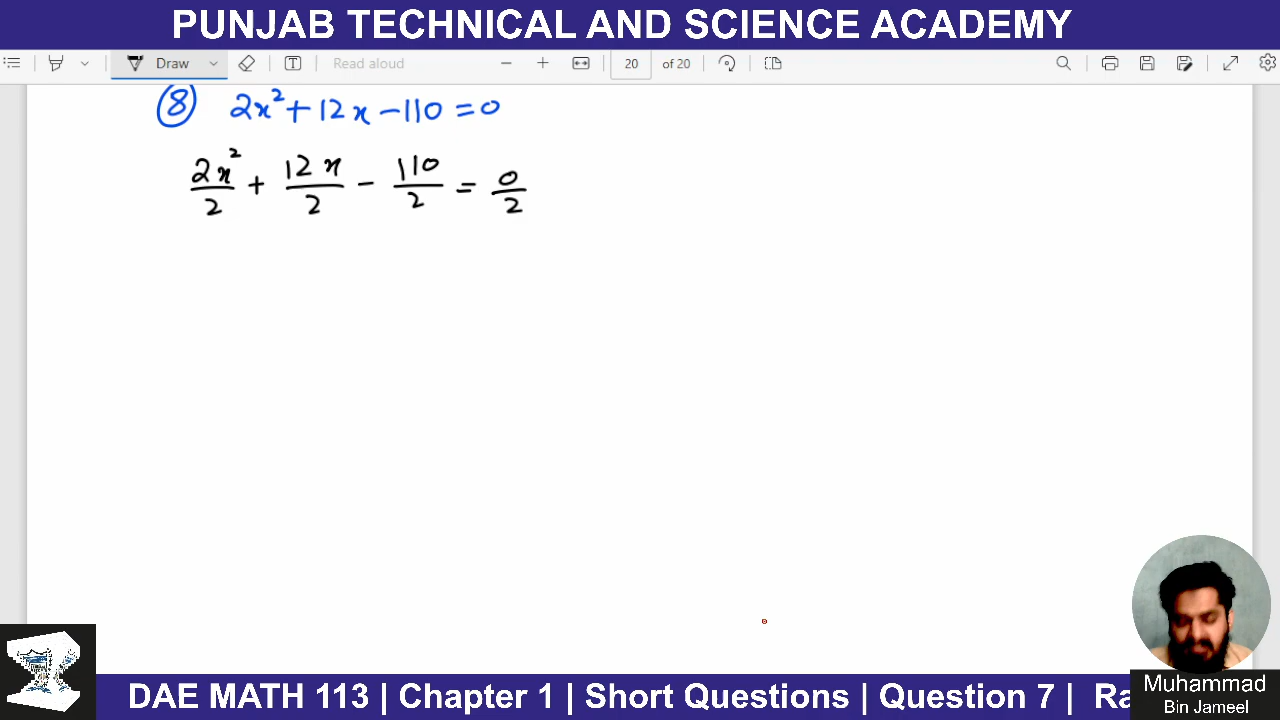 PUNJAB TECHNICAL AND SCIENCE ACADEMY
Draw Read aloud 20 of 20
⑧ 2x² + 12x - 110 = 0
2x²/2 + 12x/2 - 110/2 = 0/2
Muhammad
Bin Jameel
DAE MATH 113 | Chapter 1 | Short Questions | Question 7 | Ra